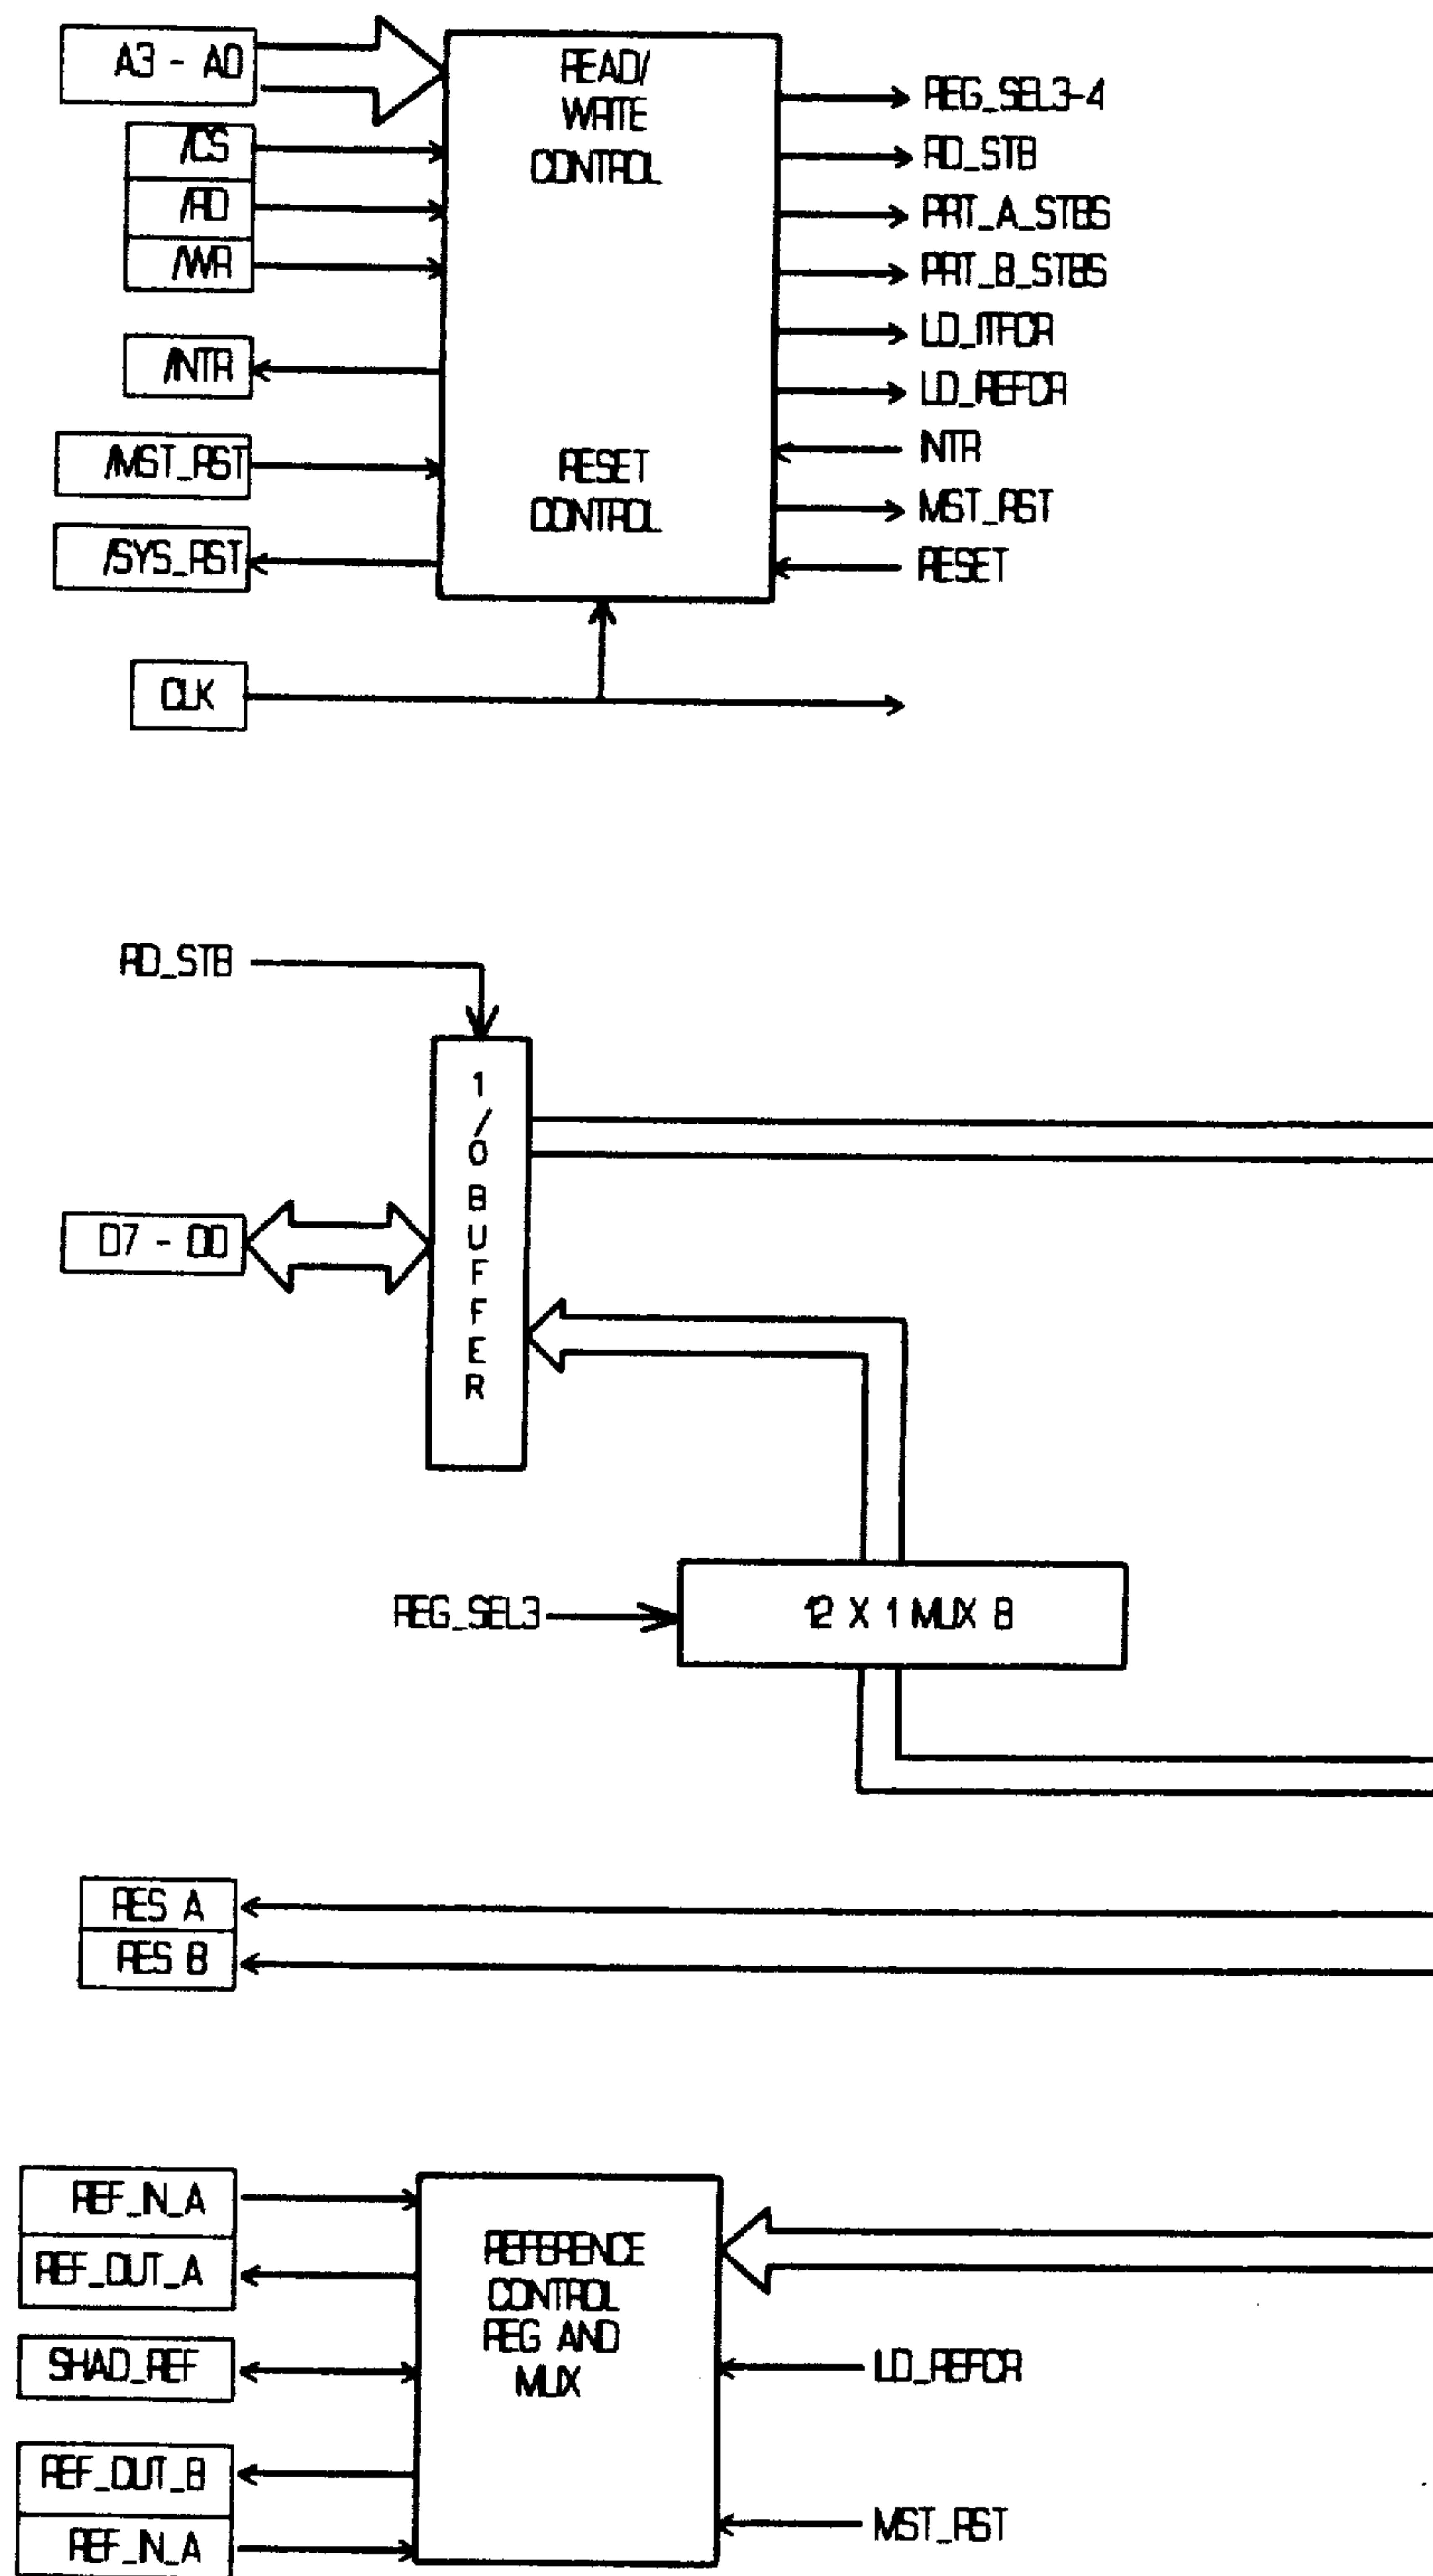 A3 - A0
READ/
WRITE
CONTROL
REG_SEL3-4
/CS
RD_STB
/RD
PRT_A_STBS
/WR
PRT_B_STBS
LD_ITFCR
/INTR
LD_REFCR
INTR
/MST_RST
RESET
CONTROL
MST_RST
/SYS_RST
RESET
CLK
RD_STB
1/O BUFFER
D7 - D0
REG_SEL3
12 X 1 MUX B
RES A
RES B
REF_IN_A
REF_OUT_A
REFERENCE
CONTROL
REG AND
MUX
SHAD_REF
LD_REFCR
REF_OUT_B
MST_RST
REF_IN_A